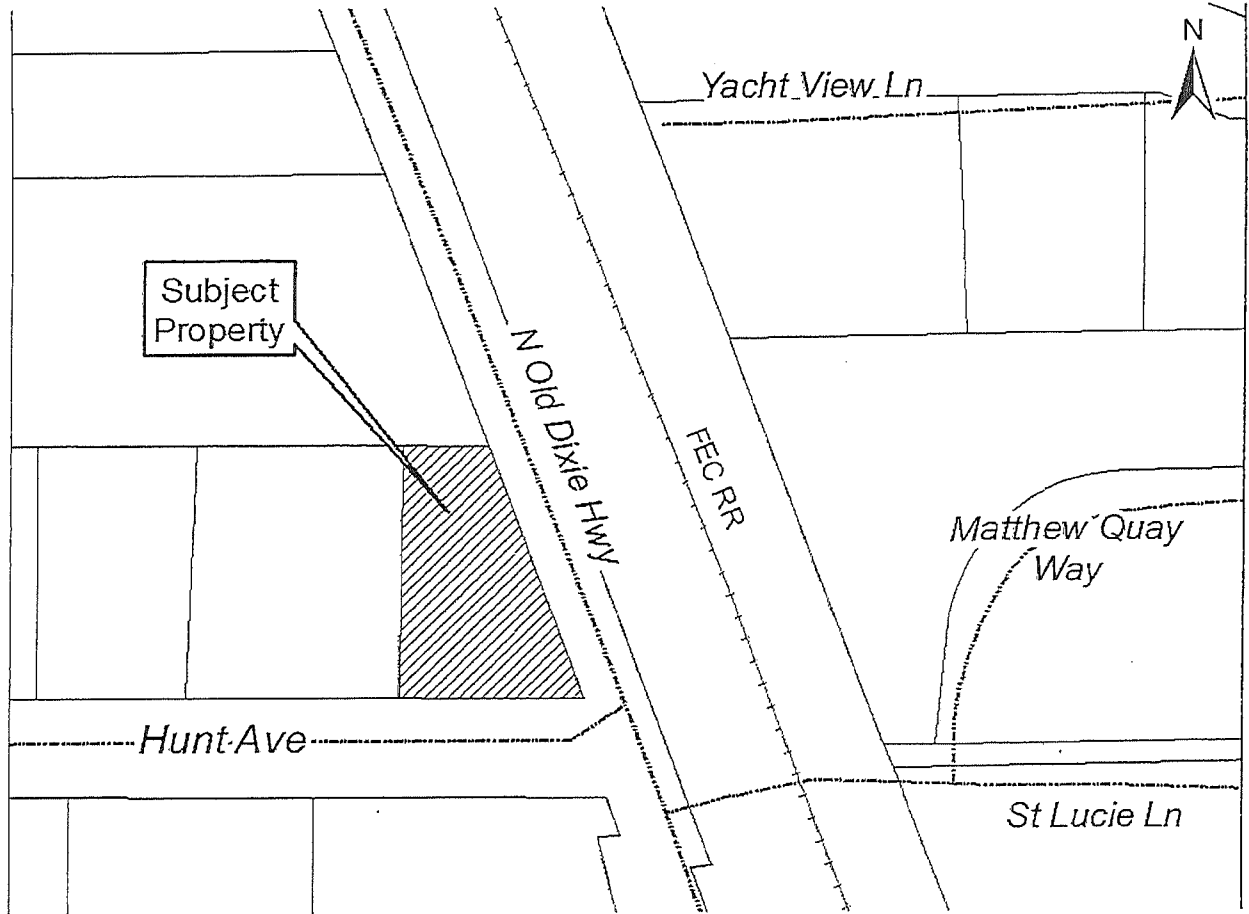 N
Yacht View Ln
Subject
Property
N Old Dixie Hwy
FEC RR
Matthew Quay
Way
Hunt Ave
St Lucie Ln